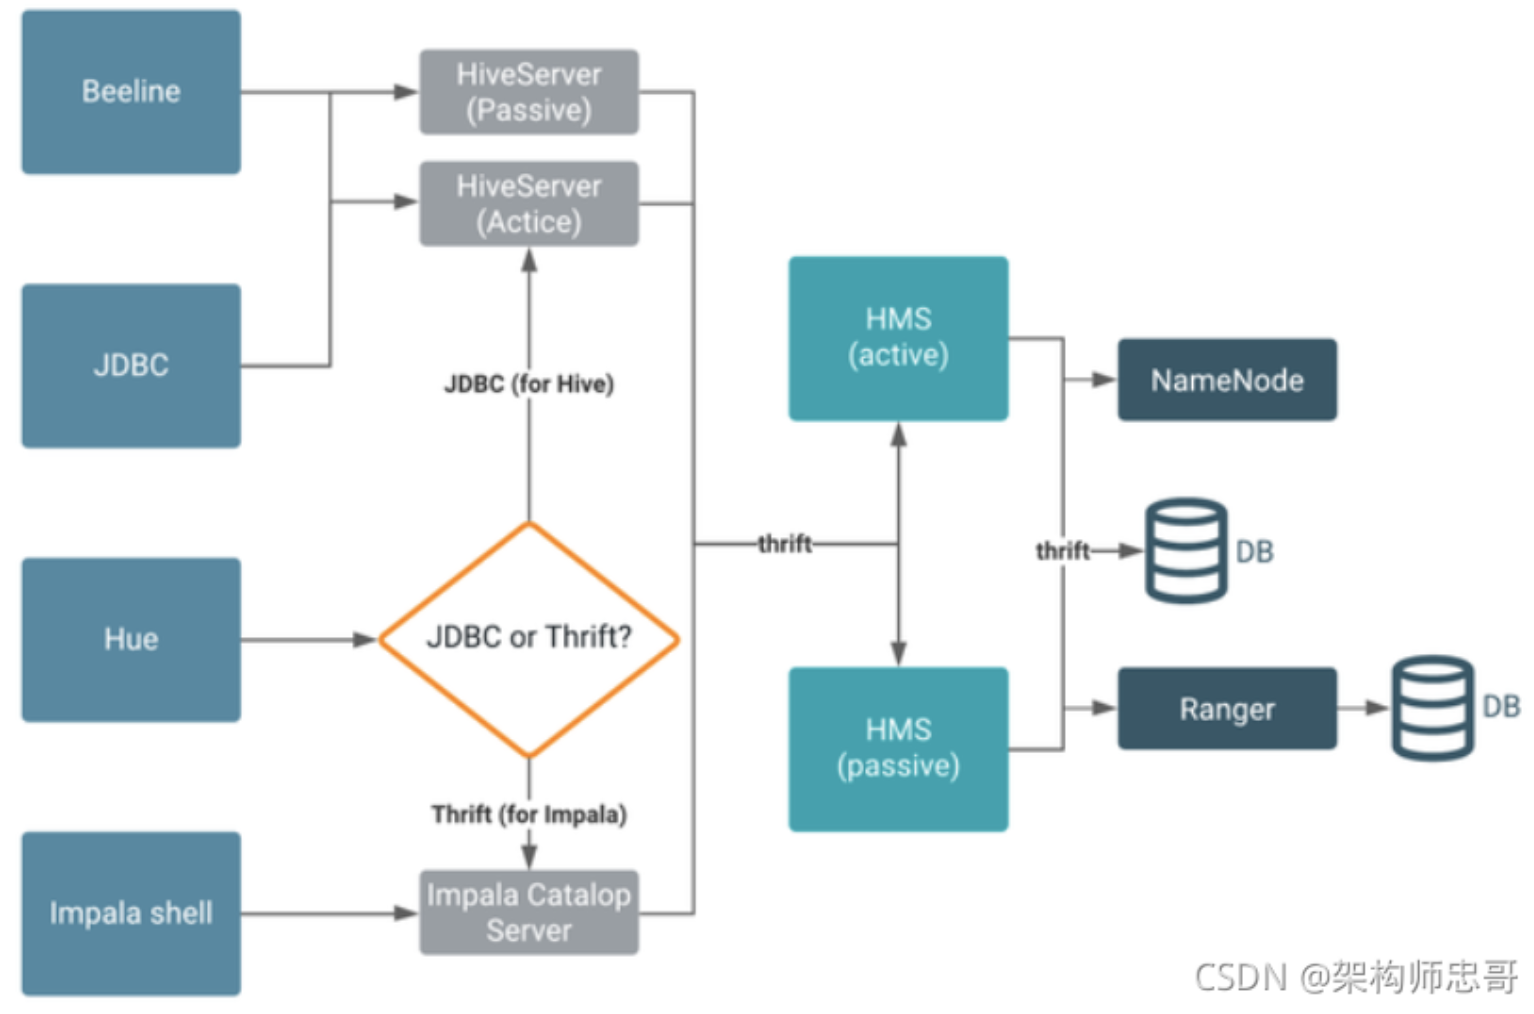 Beeline
HiveServer
(Passive)
HiveServer
(Actice)
JDBC
JDBC (for Hive)
HMS
(active)
NameNode
thrift
thrift
DB
Hue
JDBC or Thrift?
HMS
(passive)
Ranger
DB
Thrift (for Impala)
Impala shell
Impala Catalop
Server
CSDN @架构师忠哥